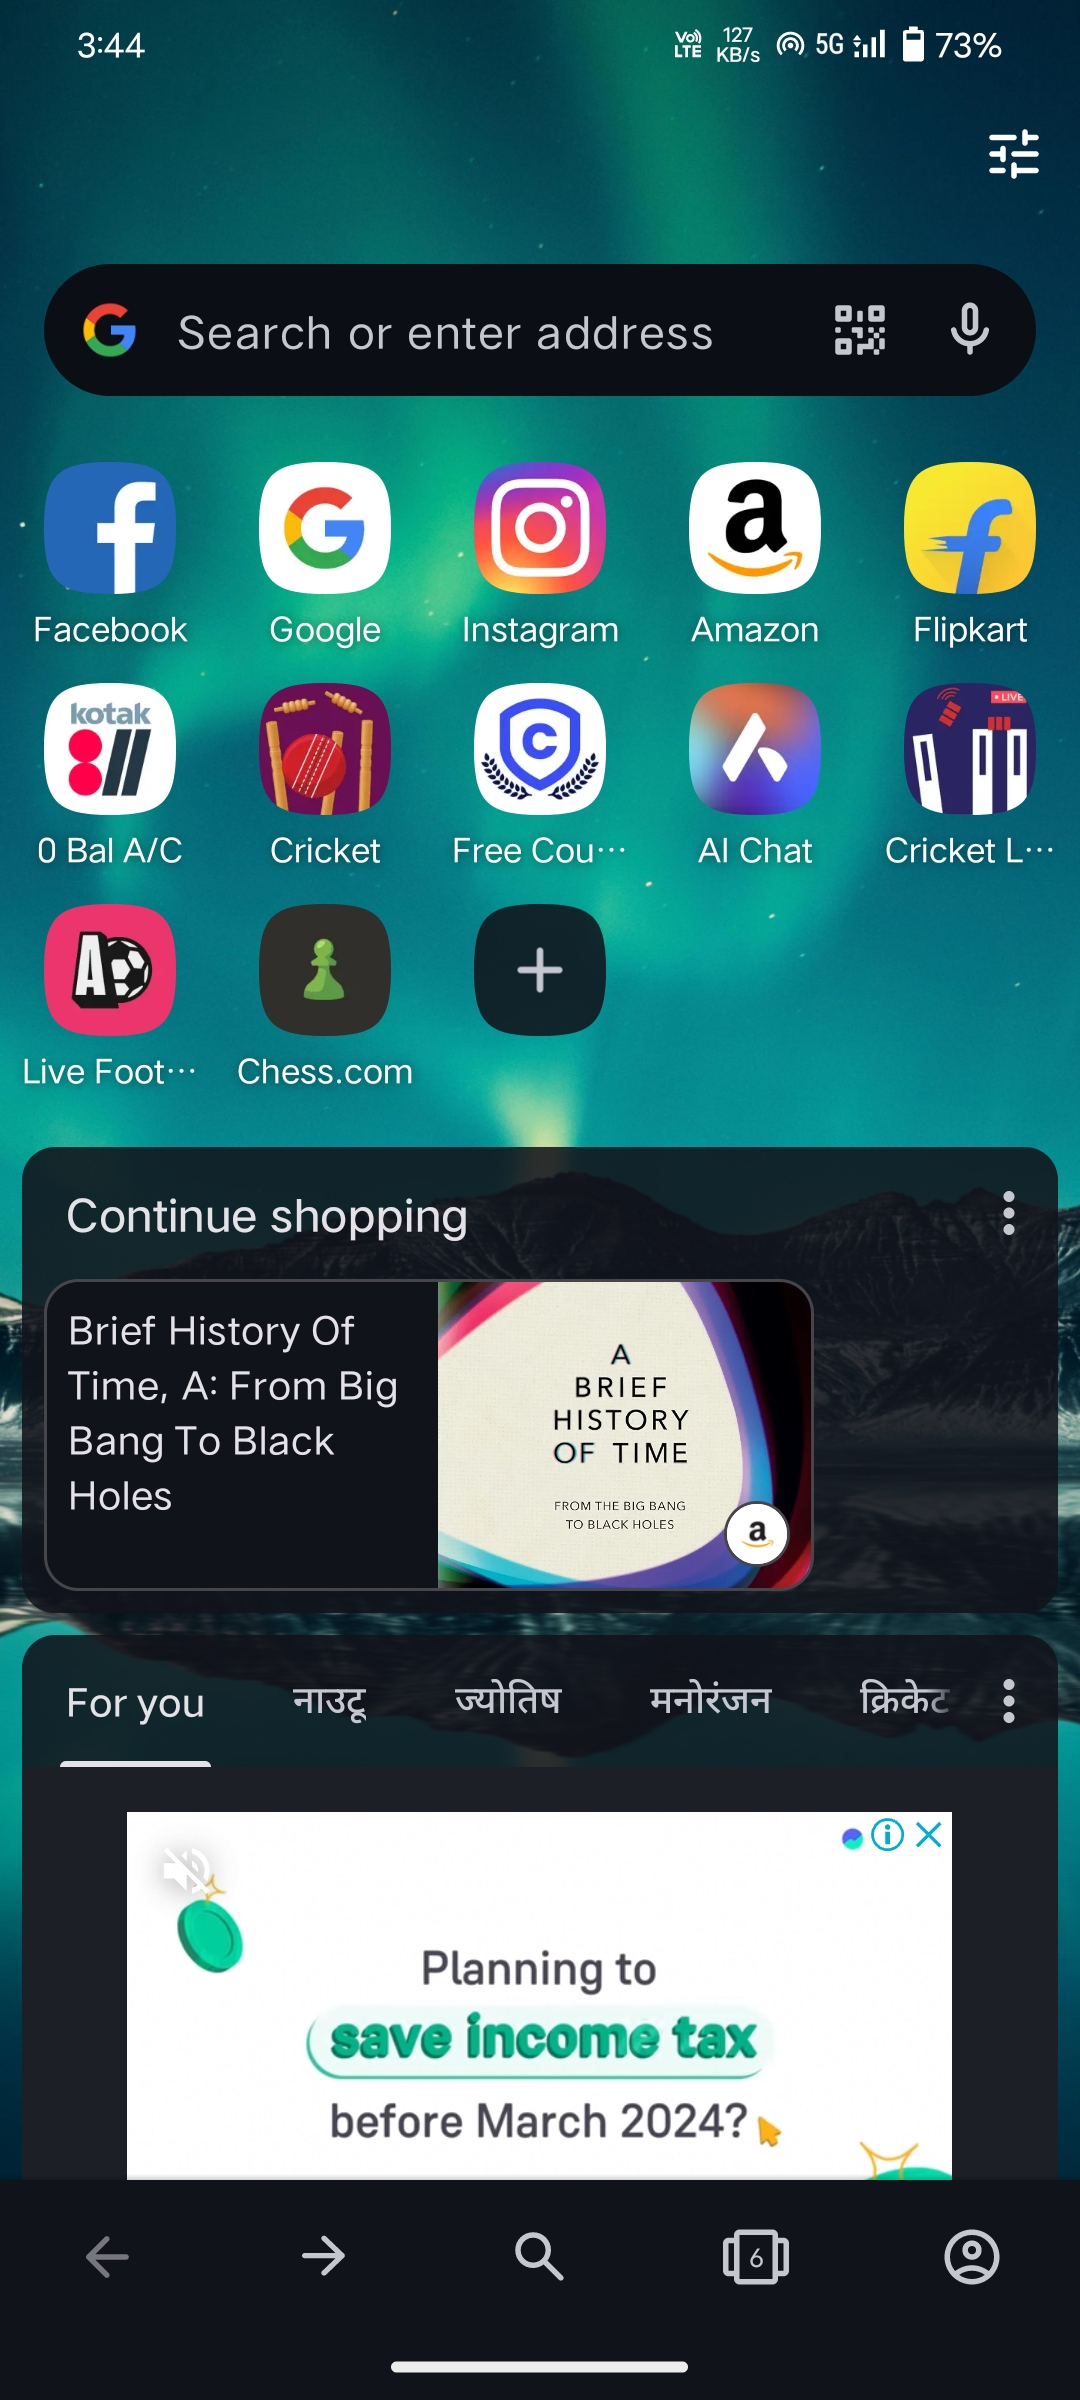 3:44
Vo) LTE
127 KB/s
5G
73%
Search or enter address
Facebook
Google
Instagram
Amazon
Flipkart
kotak
811
LIVE
0 Bal A/C
Cricket
Free Cou···
AI Chat
Cricket L···
Live Foot···
Chess.com
Continue shopping
Brief History Of
Time, A: From Big
Bang To Black
Holes
A
BRIEF
HISTORY
OF TIME
FROM THE BIG BANG
TO BLACK HOLES
For you
नाउटू
ज्योतिष
मनोरंजन
क्रिकेट
Planning to
save income tax
before March 2024?
6